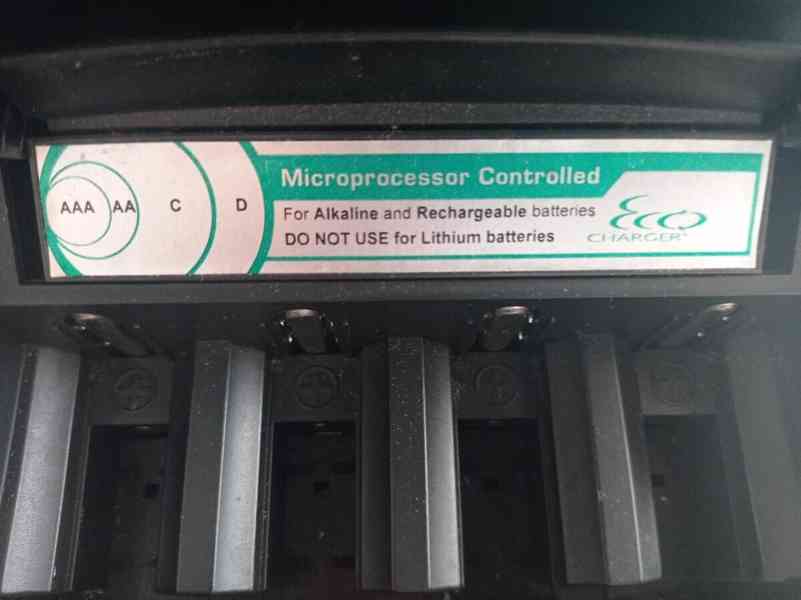 AAA AA C D
Microprocessor Controlled
For Alkaline and Rechargeable batteries
DO NOT USE for Lithium batteries
ECO
CHARGER
+ + + +